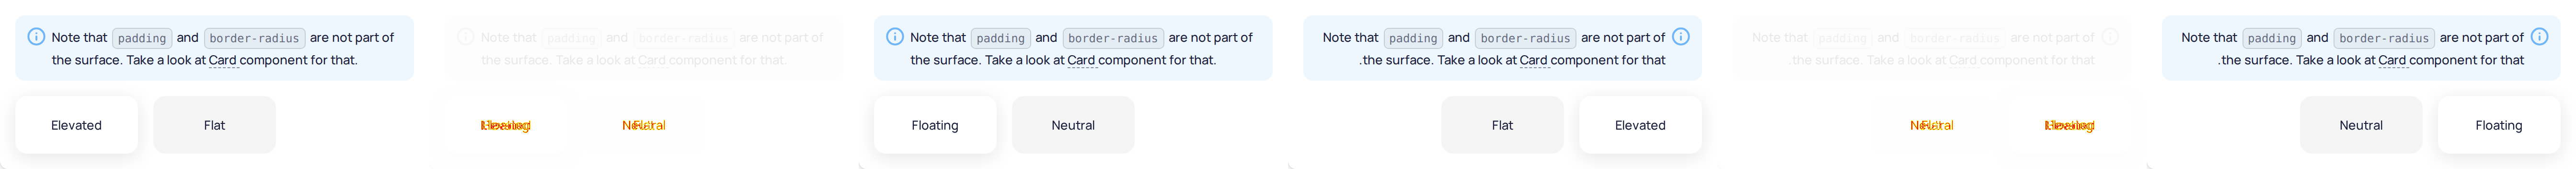 Note that padding and border-radius are not part of
the surface. Take a look at Card component for that.
Elevated
Flat
Note that padding and border-radius are not part of
the surface. Take a look at Card component for that.
Note that padding and border-radius are not part of
the surface. Take a look at Card component for that.
Floating
Neutral
Note that padding and border-radius are not part of
.the surface. Take a look at Card component for that
Flat
Elevated
Note that padding and border-radius are not part of
.the surface. Take a look at Card component for that
Note that padding and border-radius are not part of
.the surface. Take a look at Card component for that
Neutral
Floating